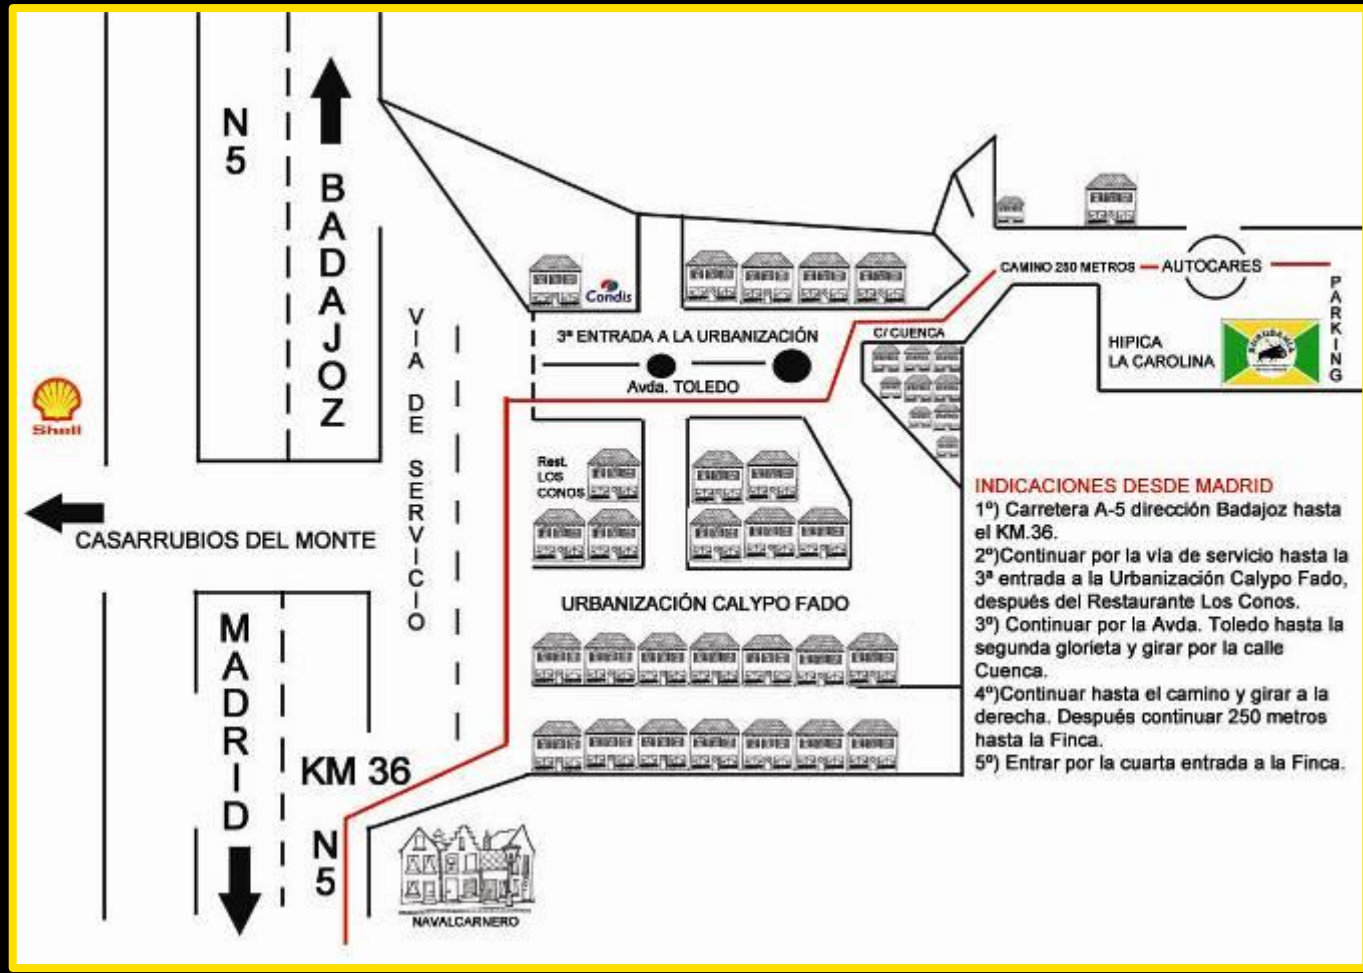 N
5
BADAJOZ
VIA DE SERVICIO
Condis
3ª ENTRADA A LA URBANIZACIÓN
Avda. TOLEDO
C/ CUENCA
CAMINO 250 METROS
AUTOCARES
PARKING
HIPICA
LA CAROLINA
Shell
CASARRUBIOS DEL MONTE
Rest.
LOS
CONOS
URBANIZACIÓN CALYPO FADO
MADRID
KM 36
N
5
NAVALCARNERO
INDICACIONES DESDE MADRID
1º) Carretera A-5 dirección Badajoz hasta
el KM.36.
2º)Continuar por la via de servicio hasta la
3ª entrada a la Urbanización Calypo Fado,
después del Restaurante Los Conos.
3º) Continuar por la Avda. Toledo hasta la
segunda glorieta y girar por la calle
Cuenca.
4º)Continuar hasta el camino y girar a la
derecha. Después continuar 250 metros
hasta la Finca.
5º) Entrar por la cuarta entrada a la Finca.